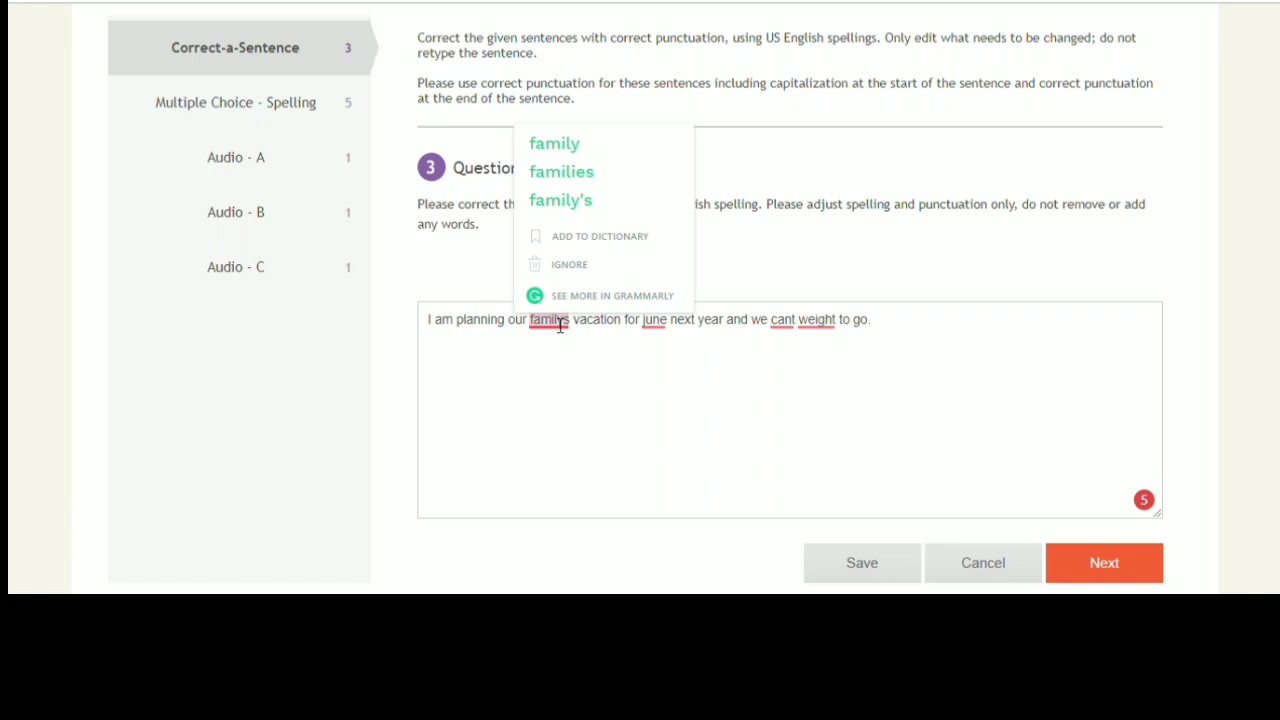 Correct-a-Sentence 3
Multiple Choice - Spelling 5
Audio - A 1
Audio - B 1
Audio - C 1
Correct the given sentences with correct punctuation, using US English spellings. Only edit what needs to be changed; do not
retype the sentence.
Please use correct punctuation for these sentences including capitalization at the start of the sentence and correct punctuation
at the end of the sentence.
family
families
family's
ADD TO DICTIONARY
IGNORE
SEE MORE IN GRAMMARLY
3 Question
Please correct th ish spelling. Please adjust spelling and punctuation only, do not remove or add
any words.
I am planning our familys vacation for june next year and we cant weight to go.
5
Save Cancel Next